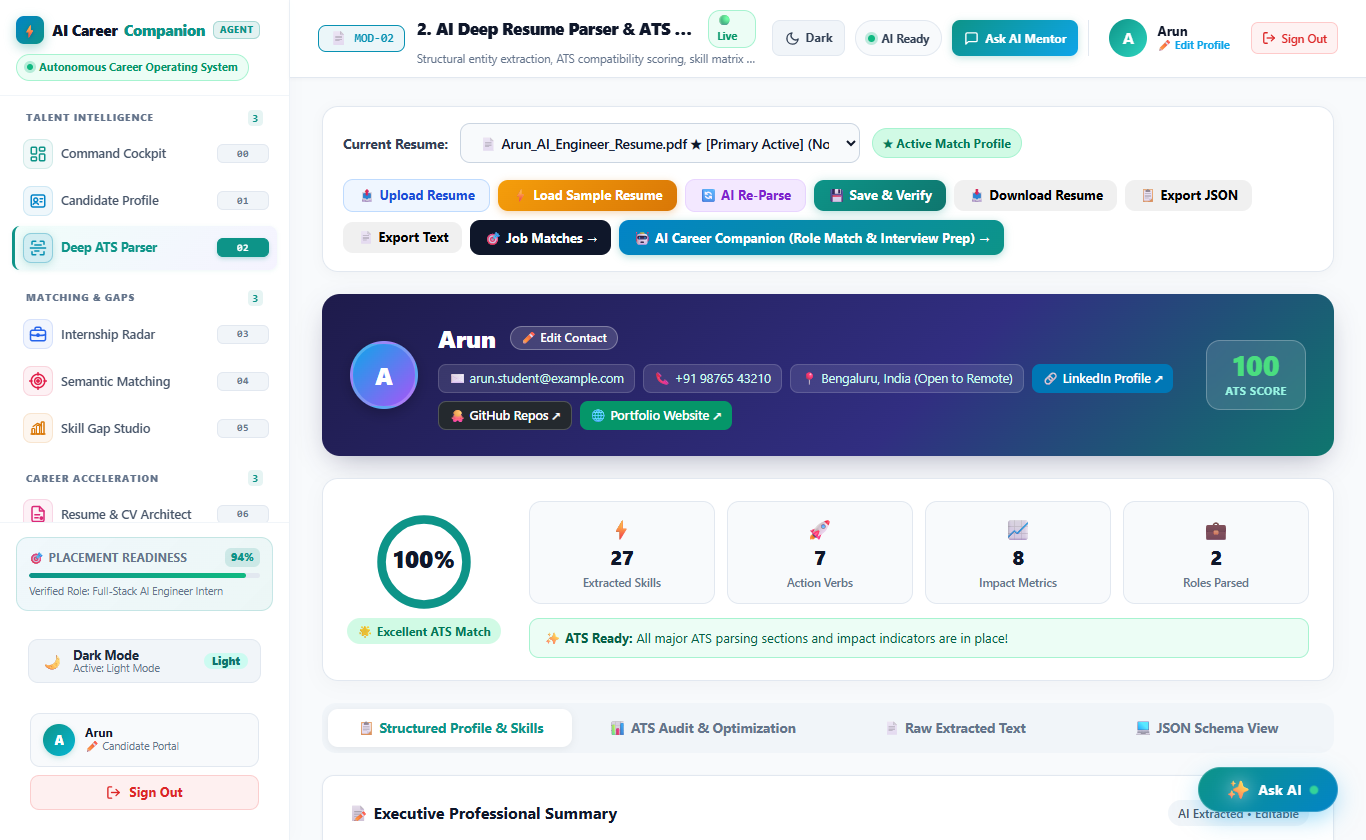 AI Career Companion AGENT
Autonomous Career Operating System
TALENT INTELLIGENCE 3
Command Cockpit 00
Candidate Profile 01
Deep ATS Parser 02
MATCHING & GAPS 3
Internship Radar 03
Semantic Matching 04
Skill Gap Studio 05
CAREER ACCELERATION 3
Resume & CV Architect 06
PLACEMENT READINESS 94%
Verified Role: Full-Stack AI Engineer Intern
Dark Mode
Active: Light Mode
Light
A
Arun
Candidate Portal
Sign Out
MOD-02
2. AI Deep Resume Parser & ATS ...
Live
Structural entity extraction, ATS compatibility scoring, skill matrix ...
Dark
AI Ready
Ask AI Mentor
A
Arun
Edit Profile
Sign Out
Current Resume:
Arun_AI_Engineer_Resume.pdf ★ [Primary Active] (No
★ Active Match Profile
Upload Resume
Load Sample Resume
AI Re-Parse
Save & Verify
Download Resume
Export JSON
Export Text
Job Matches →
AI Career Companion (Role Match & Interview Prep) →
A
Arun
Edit Contact
arun.student@example.com
+91 98765 43210
Bengaluru, India (Open to Remote)
LinkedIn Profile ↗
GitHub Repos ↗
Portfolio Website ↗
100
ATS SCORE
100%
Excellent ATS Match
27
Extracted Skills
7
Action Verbs
8
Impact Metrics
2
Roles Parsed
ATS Ready: All major ATS parsing sections and impact indicators are in place!
Structured Profile & Skills
ATS Audit & Optimization
Raw Extracted Text
JSON Schema View
Executive Professional Summary
AI Extracted • Editable
Ask AI